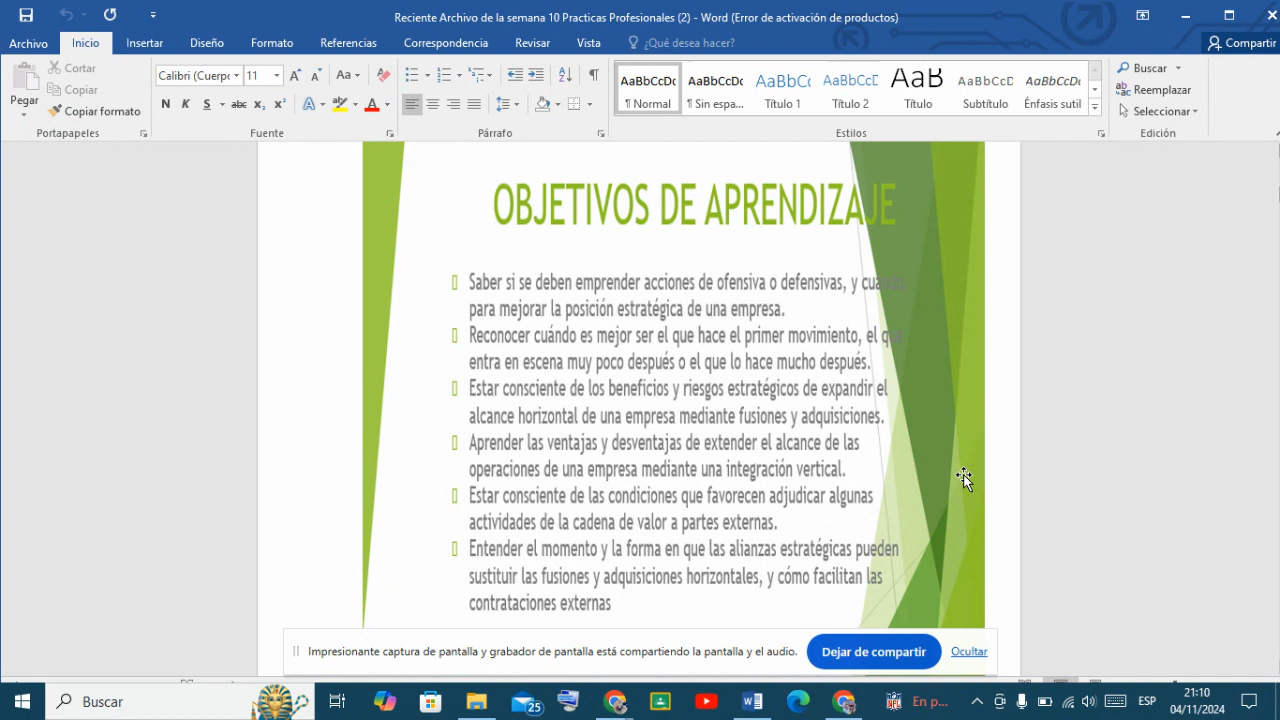 Reciente Archivo de la semana 10 Practicas Profesionales (2) - Word (Error de activación de productos)
Archivo Inicio Insertar Diseño Formato Referencias Correspondencia Revisar Vista ¿Qué desea hacer? Compartir
Pegar
Cortar
Copiar
Copiar formato
Portapapeles
Calibri (Cuerpo 11
Fuente
Párrafo
AaBbCcDc AaBbCcDc AaBbCc AaBbCcD AaB AaBbCcD AaBbCcDc
¶ Normal ¶ Sin espa... Título 1 Título 2 Título Subtítulo Énfasis sutil
Estilos
Buscar
Reemplazar
Seleccionar
Edición
OBJETIVOS DE APRENDIZAJE
Saber si se deben emprender acciones de ofensiva o defensivas, y cuándo,
para mejorar la posición estratégica de una empresa.
Reconocer cuándo es mejor ser el que hace el primer movimiento, el que
entra en escena muy poco después o el que lo hace mucho después.
Estar consciente de los beneficios y riesgos estratégicos de expandir el
alcance horizontal de una empresa mediante fusiones y adquisiciones.
Aprender las ventajas y desventajas de extender el alcance de las
operaciones de una empresa mediante una integración vertical.
Estar consciente de las condiciones que favorecen adjudicar algunas
actividades de la cadena de valor a partes externas.
Entender el momento y la forma en que las alianzas estratégicas pueden
sustituir las fusiones y adquisiciones horizontales, y cómo facilitan las
contrataciones externas
Impresionante captura de pantalla y grabador de pantalla está compartiendo la pantalla y el audio. Dejar de compartir Ocultar
Buscar 25 En p... ESP 21:10
04/11/2024